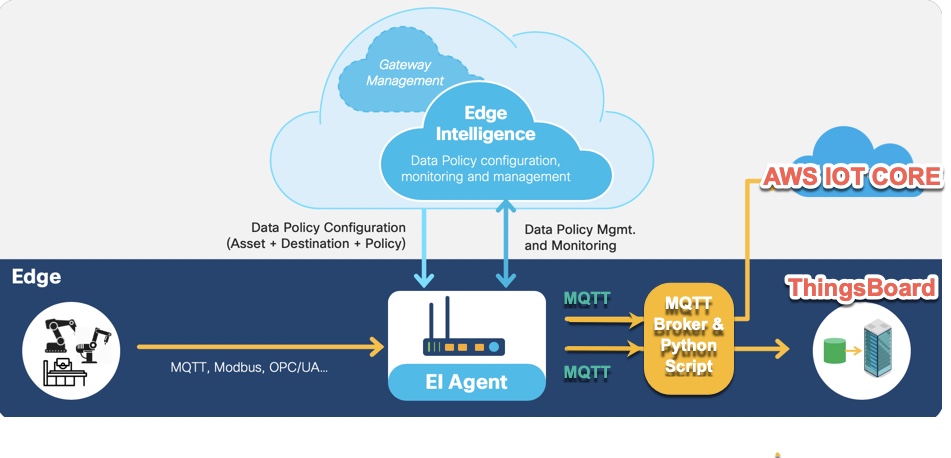 Gateway
Management
Edge
Intelligence
Data Policy configuration,
monitoring and management
AWS IOT CORE
Data Policy Configuration
(Asset + Destination + Policy)
Data Policy Mgmt.
and Monitoring
Edge
ThingsBoard
MQTT, Modbus, OPC/UA...
EI Agent
MQTT
MQTT
MQTT
Broker &
Python
Script